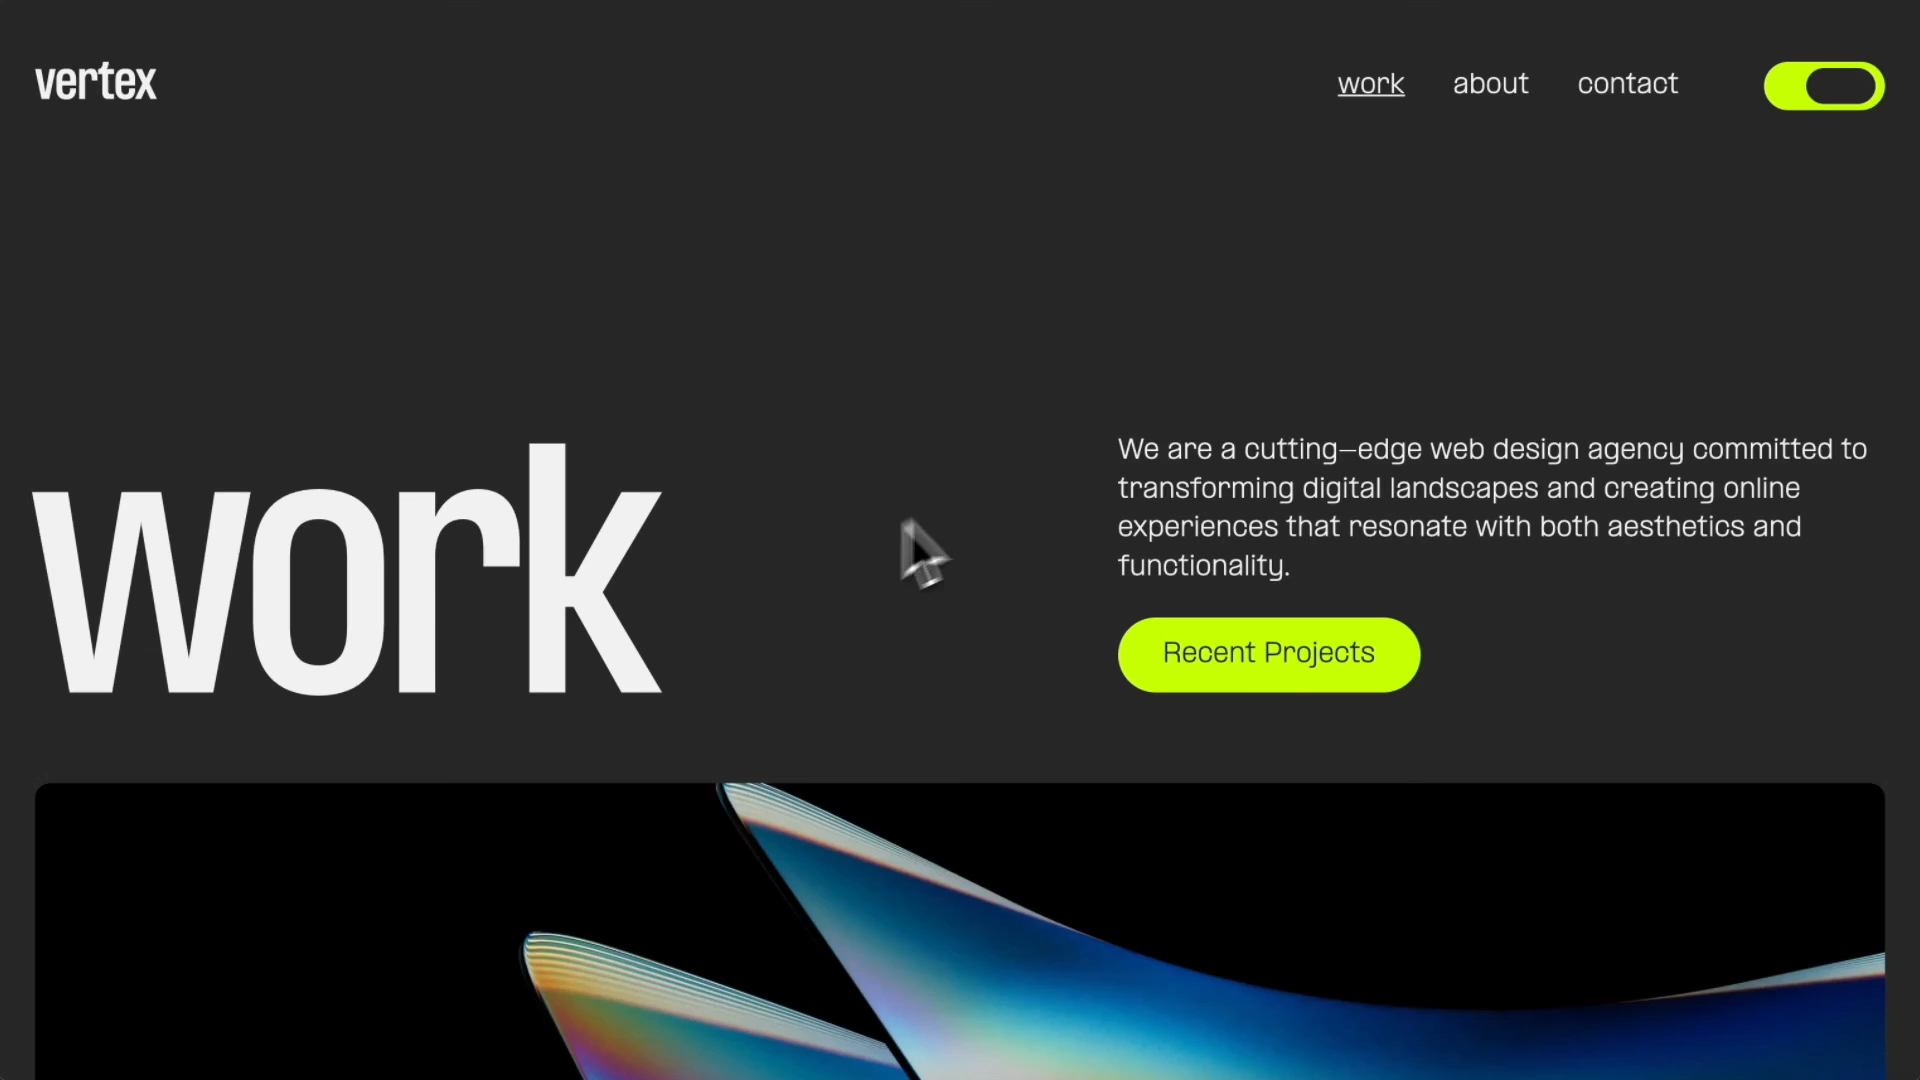 vertex
work
about
contact
work
We are a cutting–edge web design agency committed to
transforming digital landscapes and creating online
experiences that resonate with both aesthetics and
functionality.
Recent Projects